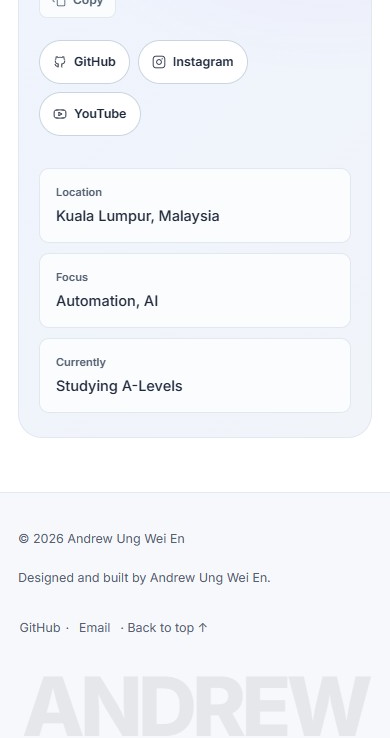 Copy
GitHub
Instagram
YouTube
Location
Kuala Lumpur, Malaysia
Focus
Automation, AI
Currently
Studying A-Levels
© 2026 Andrew Ung Wei En
Designed and built by Andrew Ung Wei En.
GitHub · Email · Back to top ↑
ANDREW